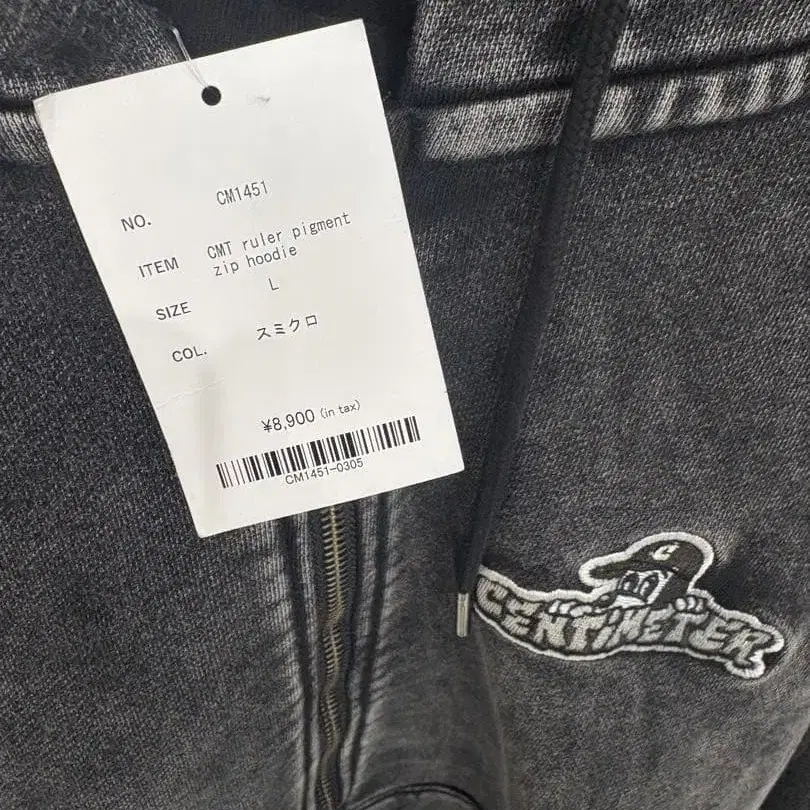 NO. CM1451
ITEM CMT ruler pigment
zip hoodie
SIZE L
COL. スミクロ
¥8,900 (in tax)
CM1451-0305
C
CENTIMETER